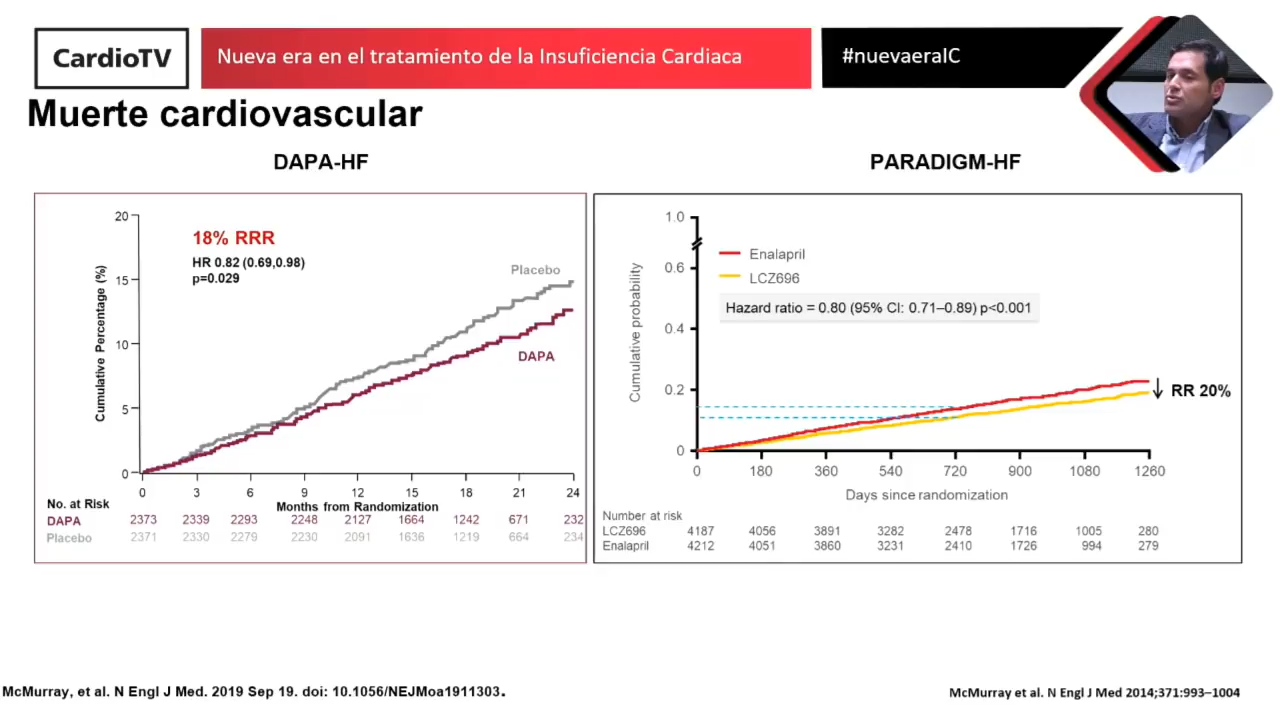 CardioTV
Nueva era en el tratamiento de la Insuficiencia Cardiaca
#nuevaeraIC
Muerte cardiovascular
DAPA-HF
20
15
10
5
0
Cumulative Percentage (%)
18% RRR
HR 0.82 (0.69,0.98)
p=0.029
Placebo
DAPA
0 3 6 9 12 15 18 21 24
Months from Randomization
No. at Risk
DAPA 2373 2339 2293 2248 2127 1664 1242 671 232
Placebo 2371 2330 2279 2230 2091 1636 1219 664 234
PARADIGM-HF
1.0
0.6
0.4
0.2
0
Cumulative probability
Enalapril
LCZ696
Hazard ratio = 0.80 (95% CI: 0.71–0.89) p<0.001
RR 20%
0 180 360 540 720 900 1080 1260
Days since randomization
Number at risk
LCZ696 4187 4056 3891 3282 2478 1716 1005 280
Enalapril 4212 4051 3860 3231 2410 1726 994 279
McMurray, et al. N Engl J Med. 2019 Sep 19. doi: 10.1056/NEJMoa1911303.
McMurray et al. N Engl J Med 2014;371:993–1004